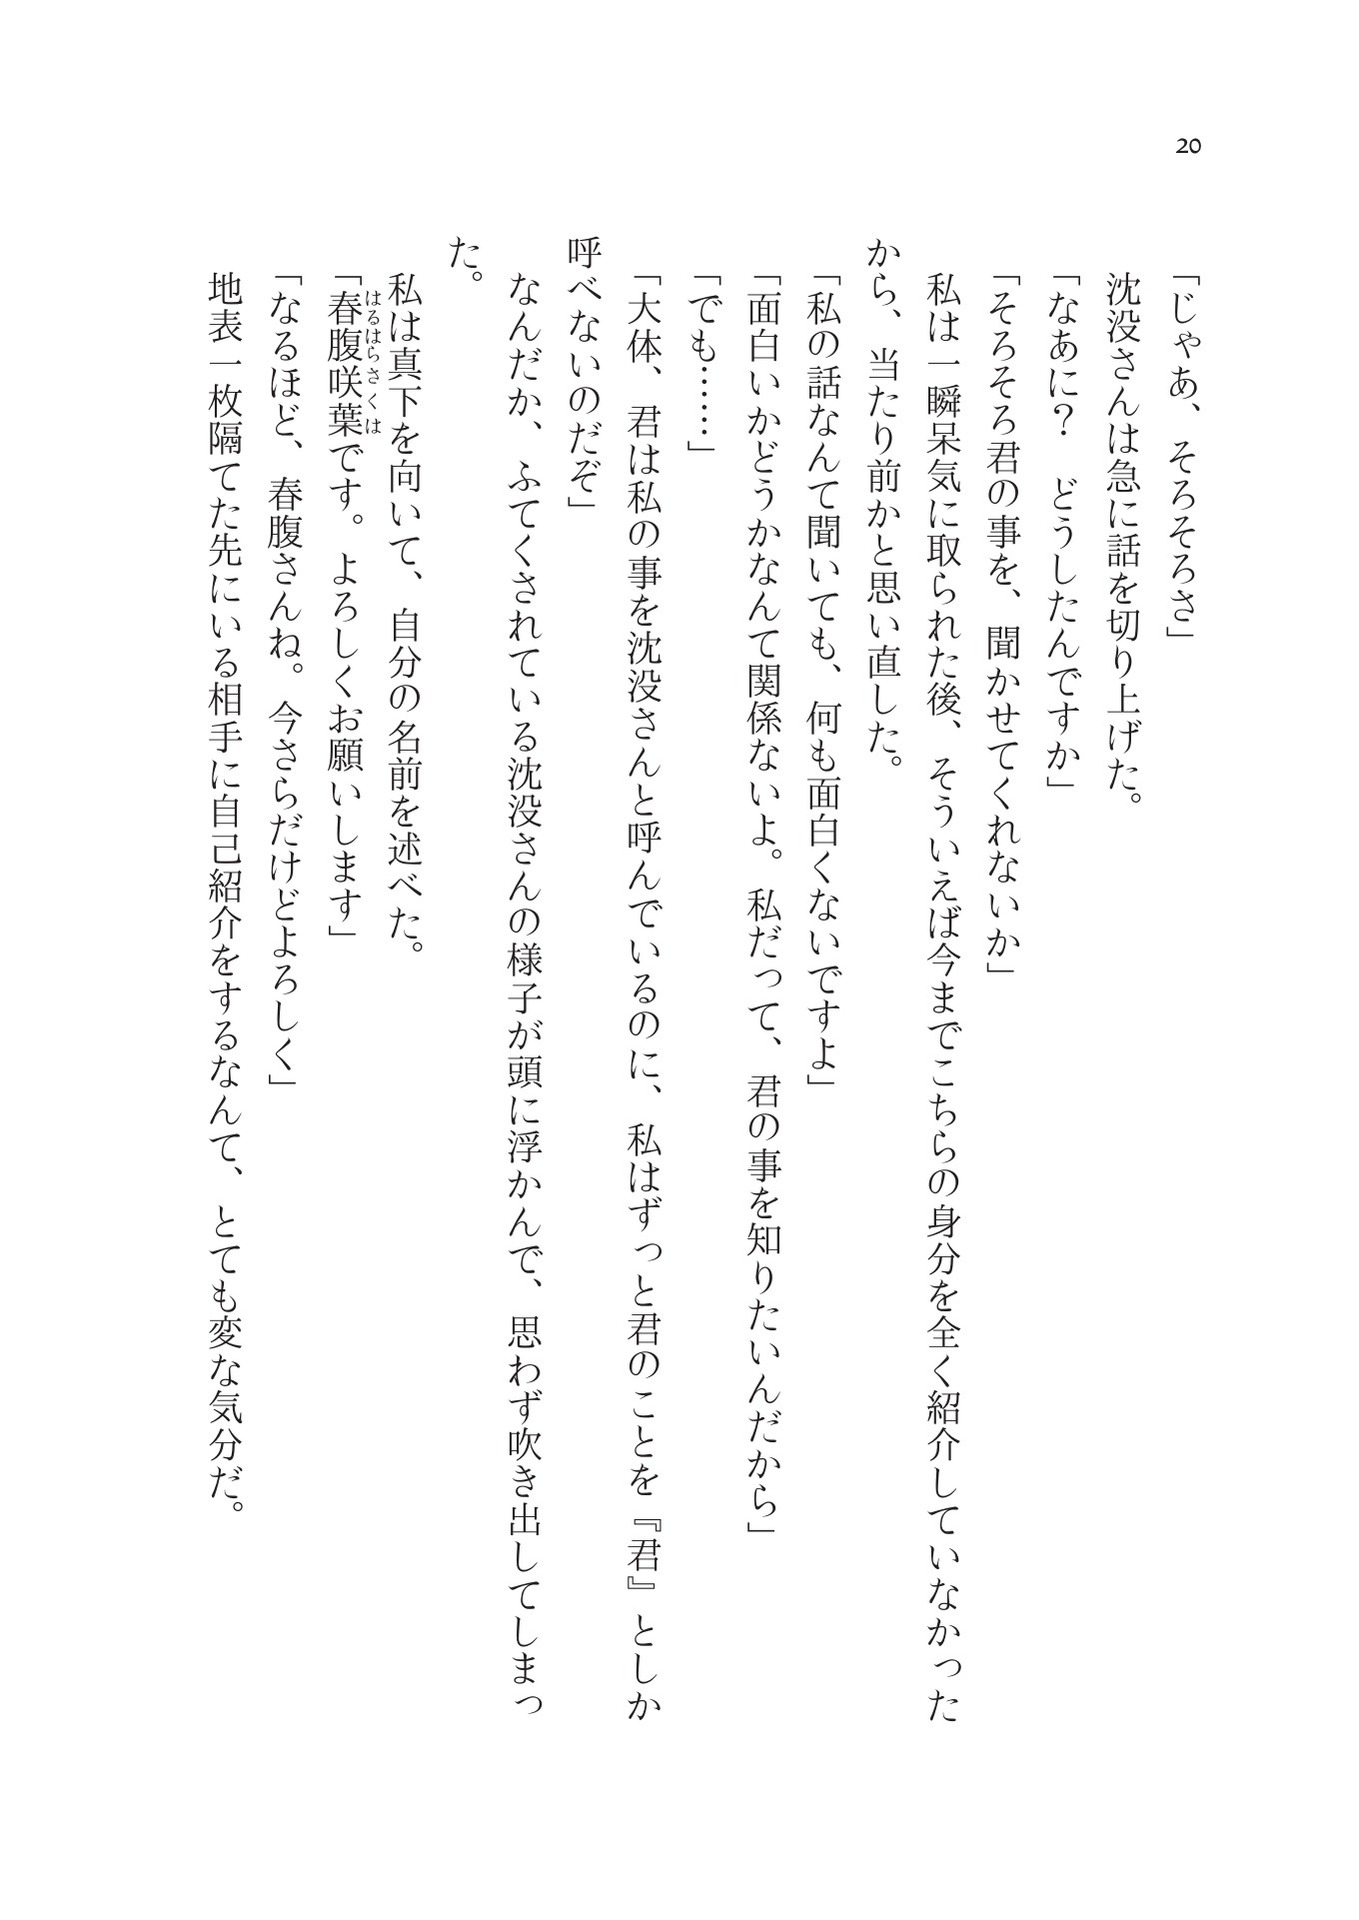 20
「じゃあ、そろそろさ」
沈没さんは急に話を切り上げた。
「なあに？　どうしたんですか」
「そろそろ君の事を、聞かせてくれないか」
私は一瞬呆気に取られた後、そういえば今までこちらの身分を全く紹介していなかった
から、当たり前かと思い直した。
「私の話なんて聞いても、何も面白くないですよ」
「面白いかどうかなんて関係ないよ。私だって、君の事を知りたいんだから」
「でも……」
「大体、君は私の事を沈没さんと呼んでいるのに、私はずっと君のことを『君』としか
呼べないのだぞ」
なんだか、ふてくされている沈没さんの様子が頭に浮かんで、思わず吹き出してしまっ
た。
私は真下を向いて、自分の名前を述べた。
はるはらさくは
「春腹咲葉です。よろしくお願いします」
「なるほど、春腹さんね。今さらだけどよろしく」
地表一枚隔てた先にいる相手に自己紹介をするなんて、とても変な気分だ。